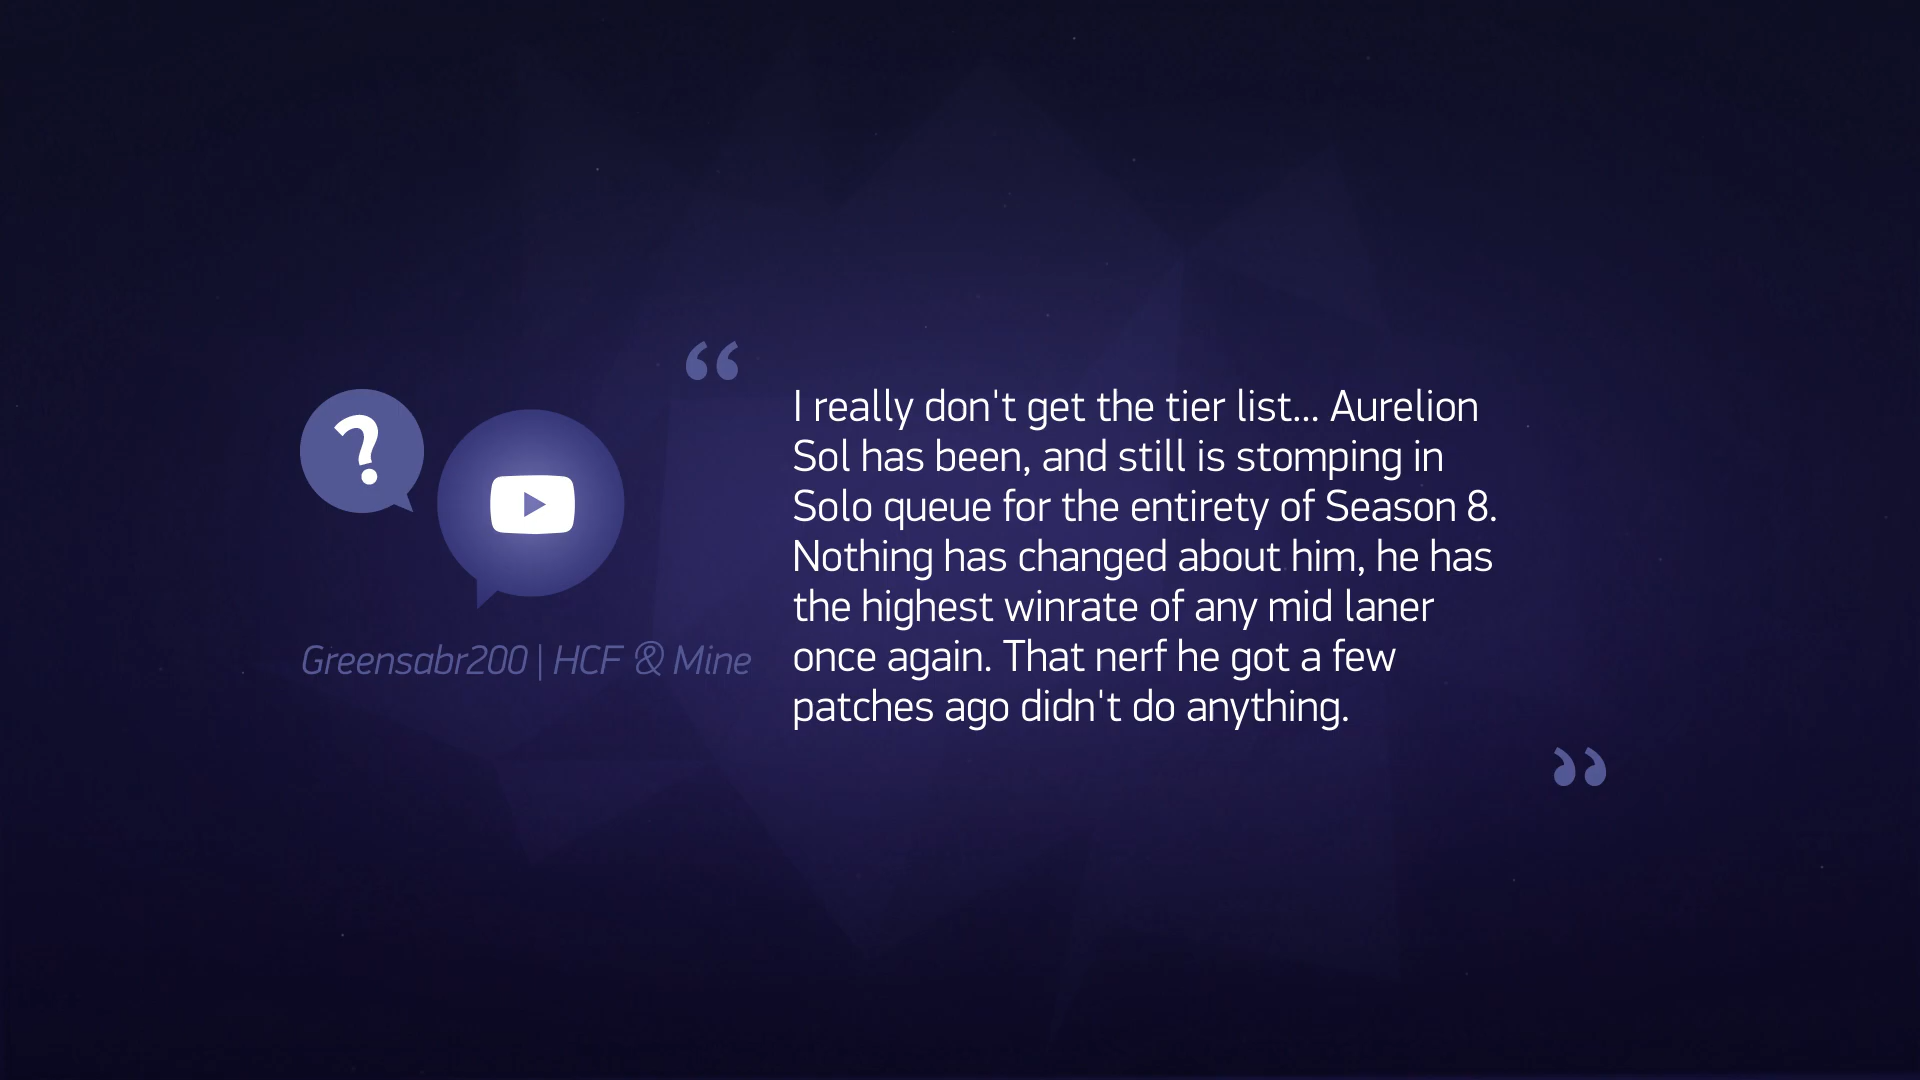 “
I really don't get the tier list... Aurelion
Sol has been, and still is stomping in
Solo queue for the entirety of Season 8.
Nothing has changed about him, he has
the highest winrate of any mid laner
once again. That nerf he got a few
patches ago didn't do anything.
”
?
Greensabr200 | HCF & Mine